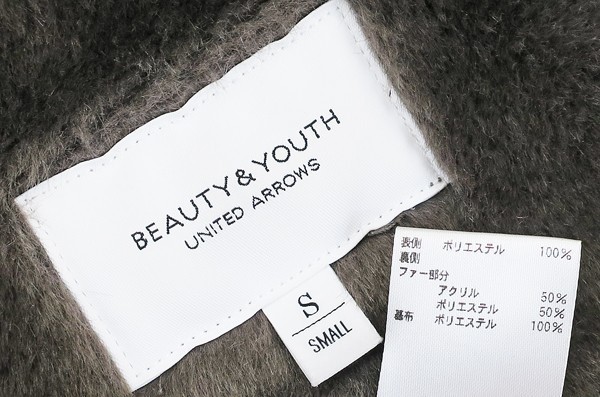 BEAUTY&YOUTH
UNITED ARROWS
S
SMALL
表側 ポリエステル 100%
裏側
ファー部分
アクリル 50%
ポリエステル 50%
基布 ポリエステル 100%